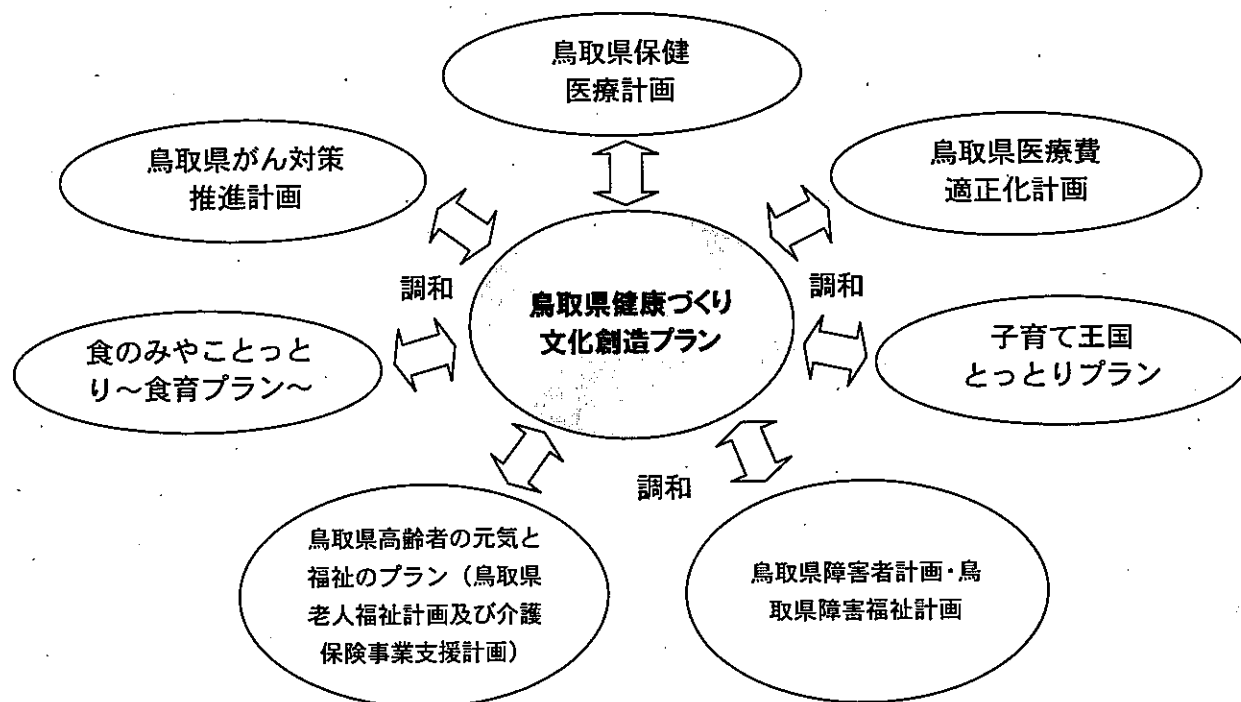 鳥取県保健
医療計画
鳥取県がん対策
推進計画
鳥取県医療費
適正化計画
調和
鳥取県健康づくり
文化創造プラン
調和
食のみやことっと
り～食育プラン～
子育て王国
とっとりプラン
調和
鳥取県高齢者の元気と
福祉のプラン（鳥取県
老人福祉計画及び介護
保険事業支援計画）
鳥取県障害者計画・鳥
取県障害福祉計画